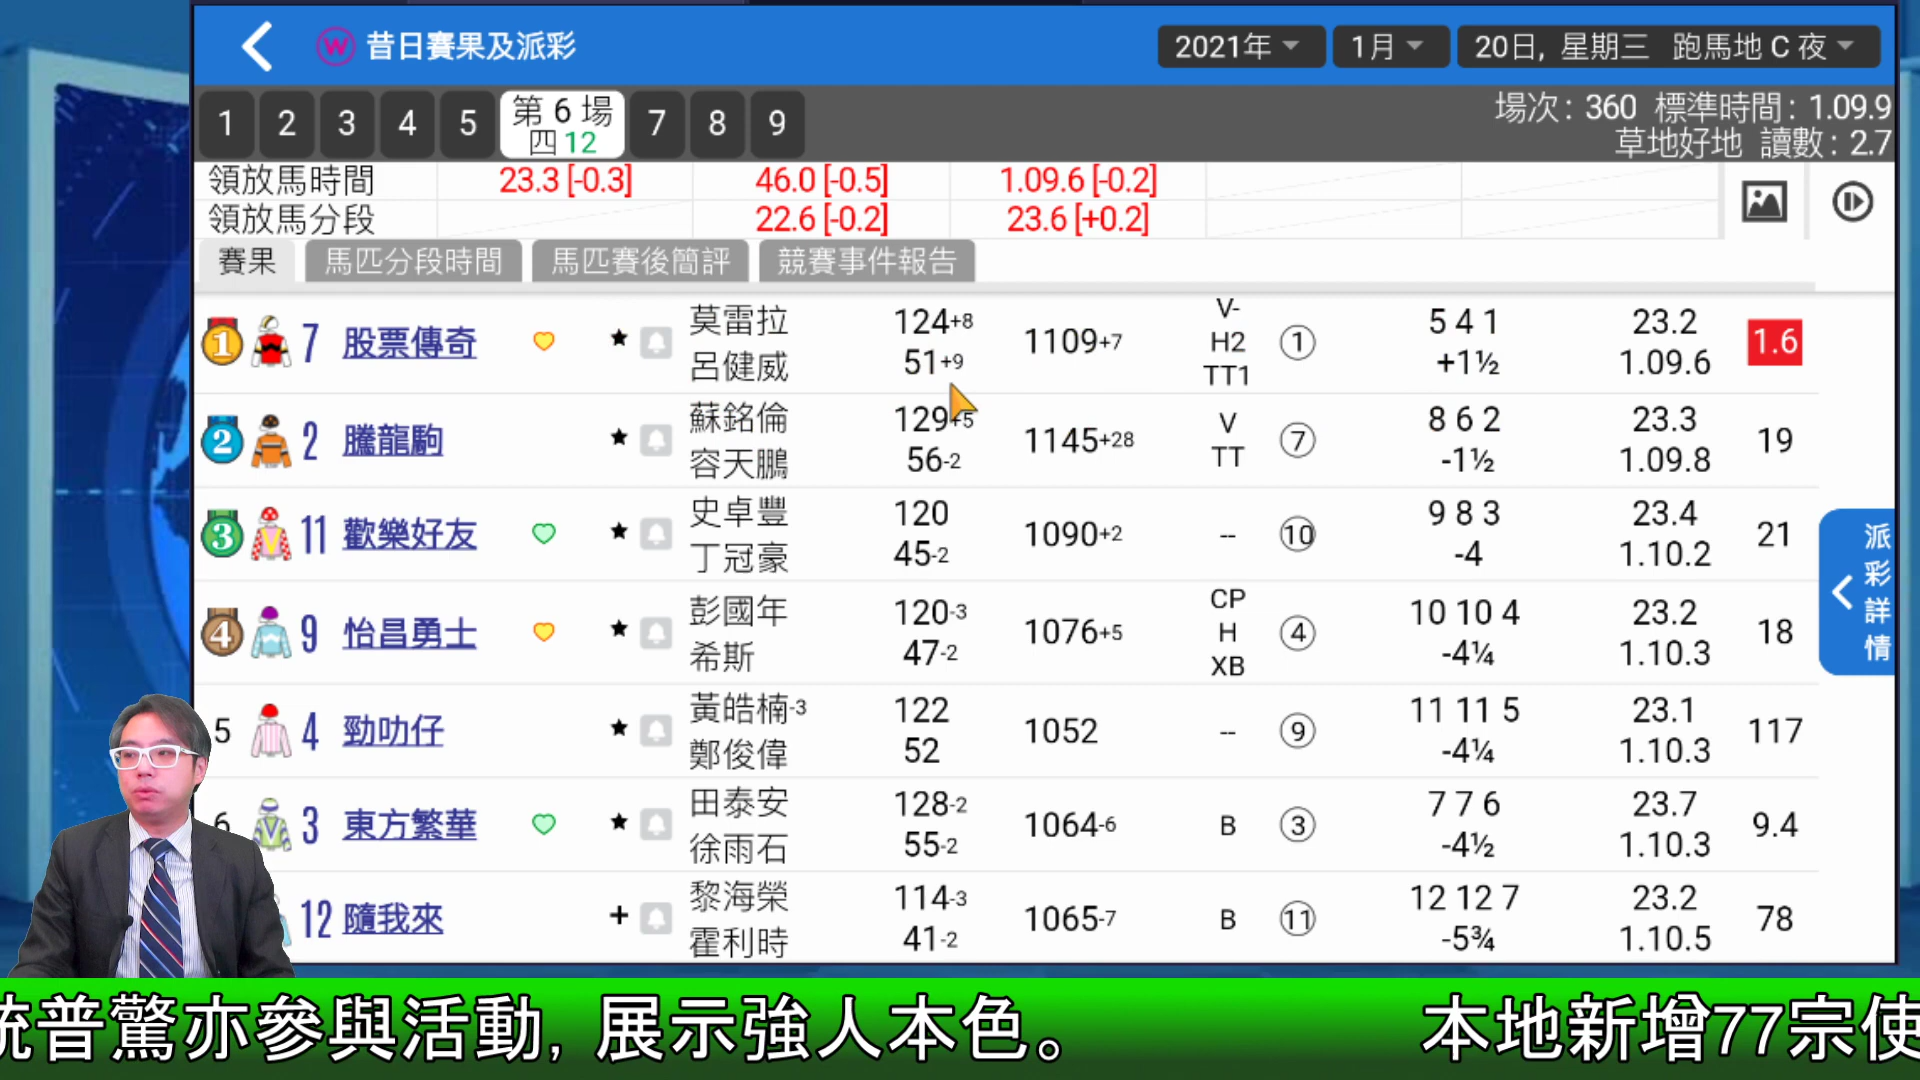 W 昔日賽果及派彩 2021年 1月 20日, 星期三 跑馬地 C 夜
1 2 3 4 5 第 6 場 四12 7 8 9
場次: 360 標準時間: 1.09.9
草地好地 讀數: 2.7
領放馬時間 23.3 [-0.3] 46.0 [-0.5] 1.09.6 [-0.2]
領放馬分段 22.6 [-0.2] 23.6 [+0.2]
賽果 馬匹分段時間 馬匹賽後簡評 競賽事件報告
1 7 股票傳奇 ★ 莫雷拉 呂健威 124+8 51+9 1109+7 V- H2 TT1 1 5 4 1 +1½ 23.2 1.09.6 1.6
2 2 騰龍駒 ★ 蘇銘倫 容天鵬 129+5 56-2 1145+28 V TT 7 8 6 2 -1½ 23.3 1.09.8 19
3 11 歡樂好友 ★ 史卓豐 丁冠豪 120 45-2 1090+2 -- 10 9 8 3 -4 23.4 1.10.2 21
4 9 怡昌勇士 ★ 彭國年 希斯 120-3 47-2 1076+5 CP H XB 4 10 10 4 -4¼ 23.2 1.10.3 18
5 4 勁叻仔 ★ 黃皓楠-3 鄭俊偉 122 52 1052 -- 9 11 11 5 -4¼ 23.1 1.10.3 117
6 3 東方繁華 ★ 田泰安 徐雨石 128-2 55-2 1064-6 B 3 7 7 6 -4½ 23.7 1.10.3 9.4
12 隨我來 + 黎海榮 霍利時 114-3 41-2 1065-7 B 11 12 12 7 -5¾ 23.2 1.10.5 78
派彩詳情
普驚亦參與活動, 展示強人本色。 本地新增77宗使